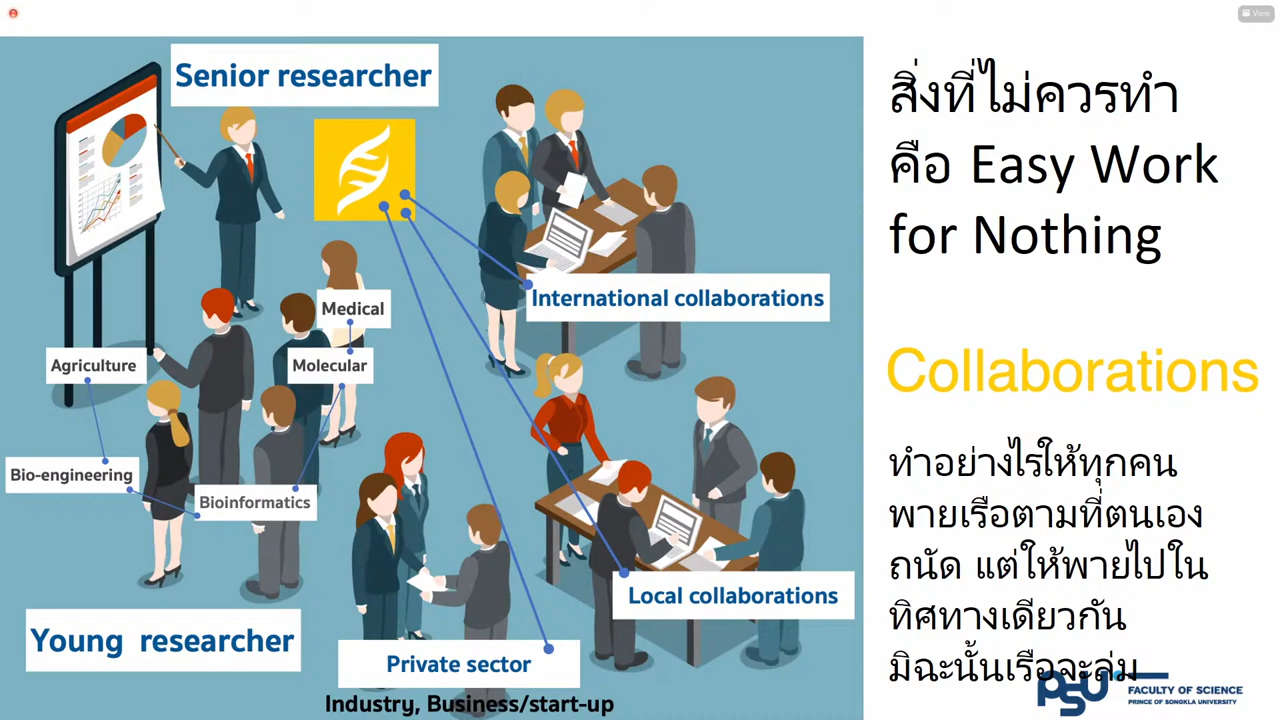 View
Senior researcher
International collaborations
Medical
Agriculture
Molecular
Bio-engineering
Bioinformatics
Local collaborations
Young researcher
Private sector
Industry, Business/start-up
สิ่งที่ไม่ควรทำ
คือ Easy Work
for Nothing
Collaborations
ทำอย่างไรให้ทุกคน
พายเรือตามที่ตนเอง
ถนัด แต่ให้พายไปใน
ทิศทางเดียวกัน
มิฉะนั้นเรือจะล่ม
PSU
FACULTY OF SCIENCE
PRINCE OF SONGKLA UNIVERSITY